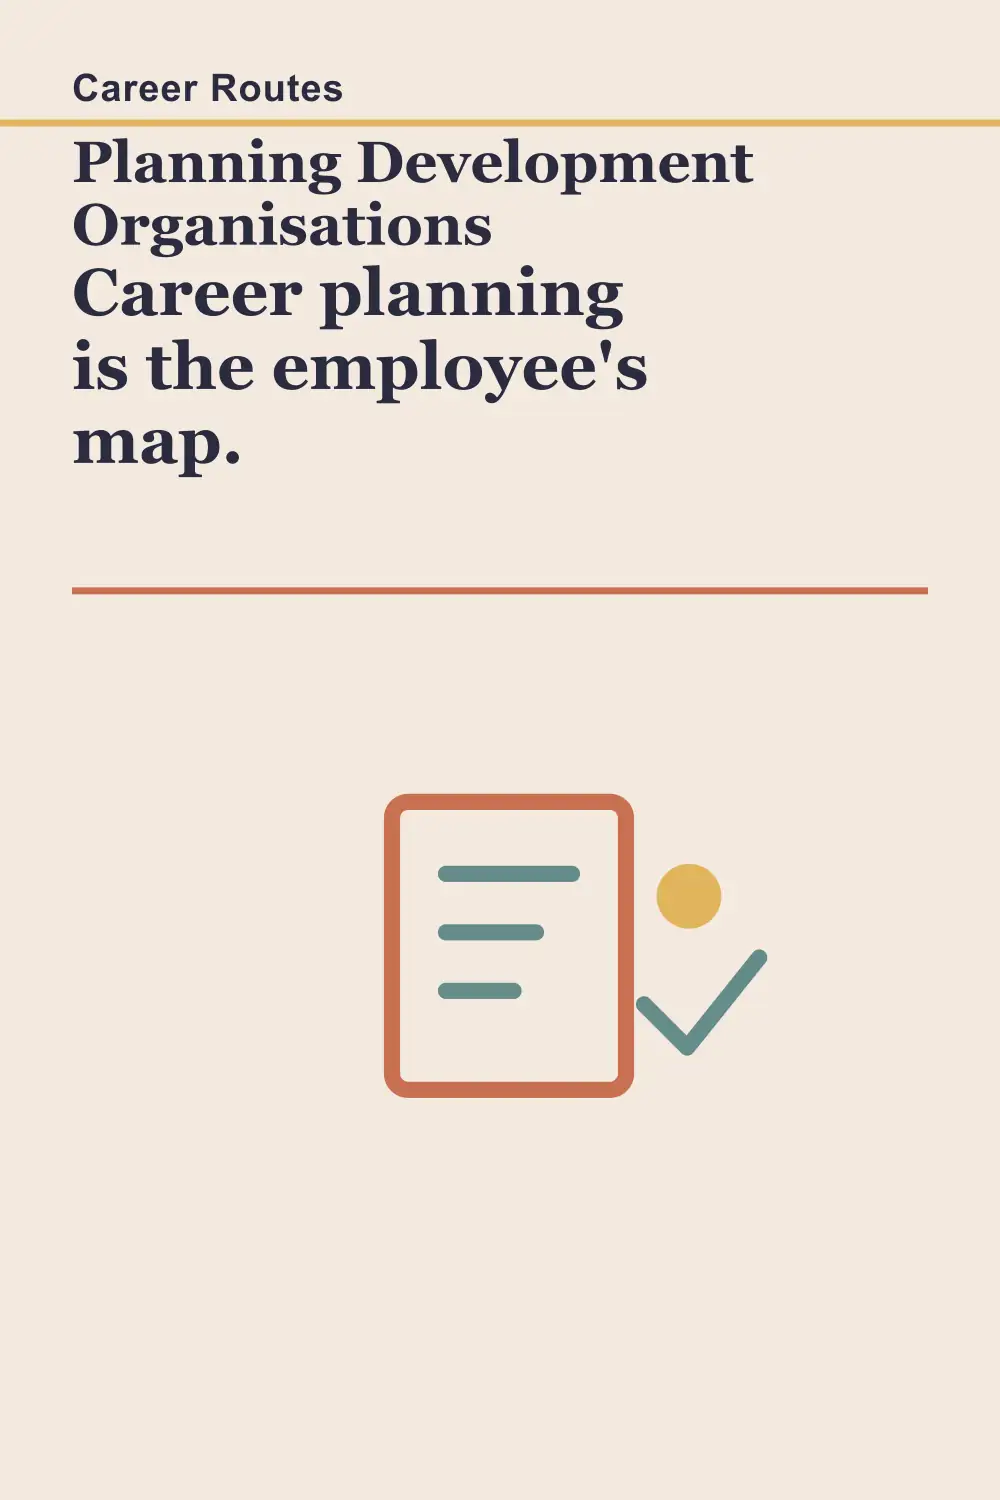 Career Routes
Planning Development
Organisations
Career planning
is the employee's
map.